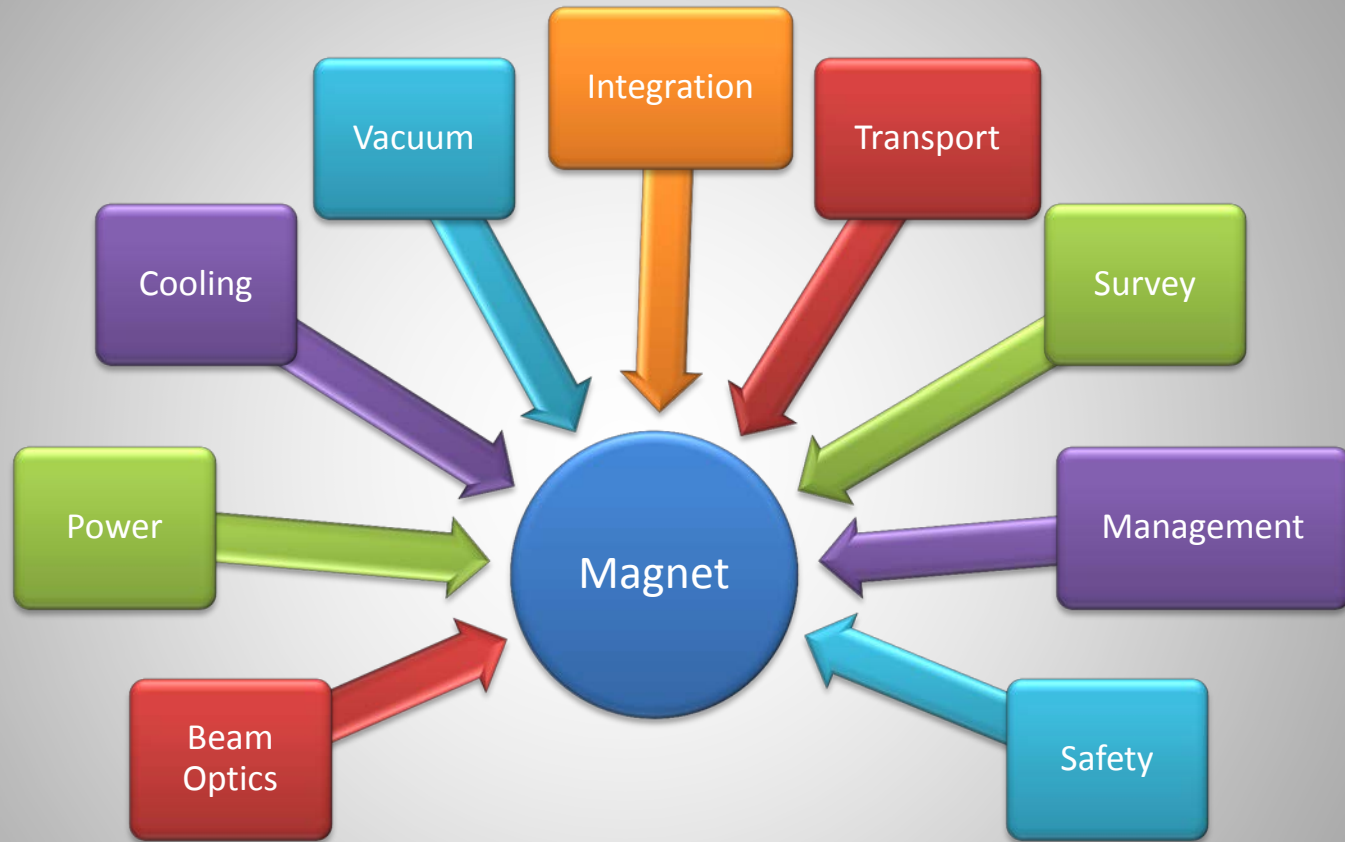 Integration
Vacuum
Transport
Cooling
Survey
Power
Management
Magnet
Beam
Optics
Safety